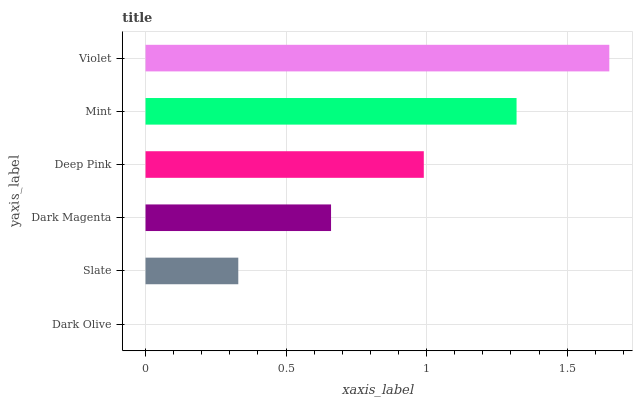 title
Violet
Mint
Deep Pink
Dark Magenta
Slate
Dark Olive
yaxis_label
0 0.5 1 1.5
xaxis_label